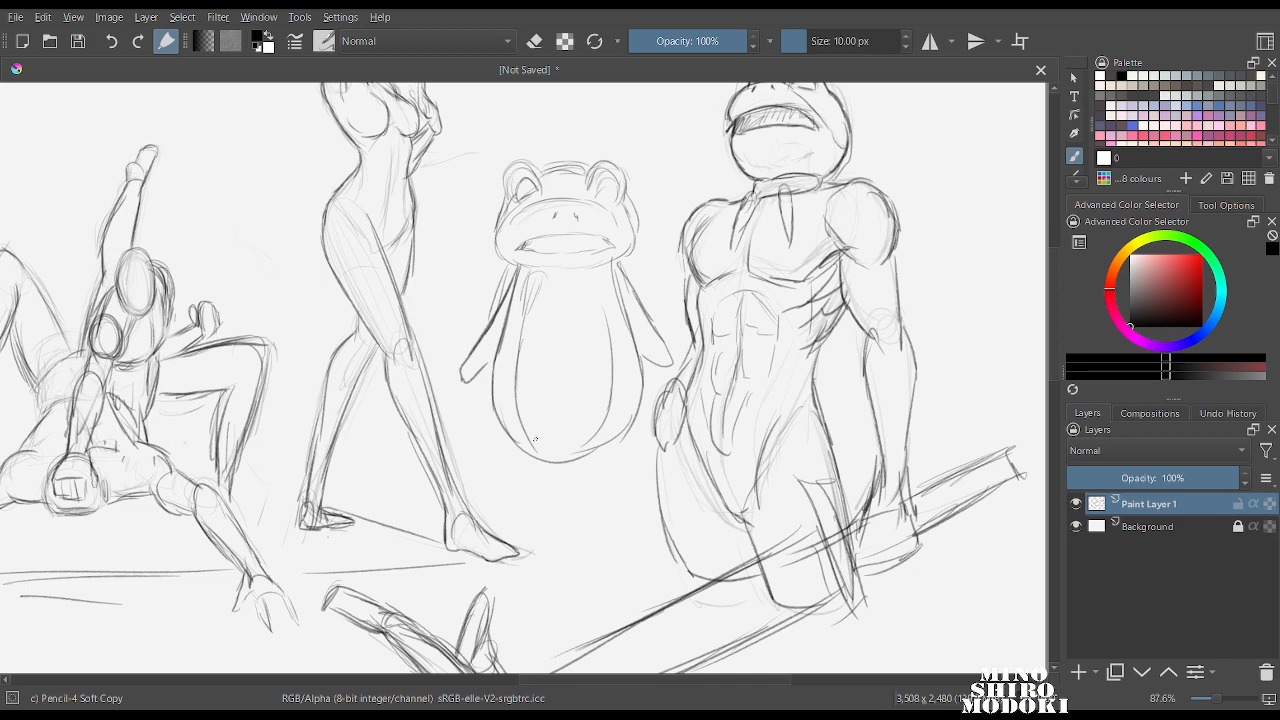 File Edit View Image Layer Select Filter Window Tools Settings Help
Normal
Opacity: 100%
Size: 10.00 px
[Not Saved] *
Palette
0
...8 colours
Advanced Color Selector
Tool Options
Advanced Color Selector
Layers
Compositions
Undo History
Layers
Normal
Opacity: 100%
Paint Layer 1
Background
c) Pencil-4 Soft Copy
RGB/Alpha (8-bit integer/channel) sRGB-elle-V2-srgbtrc.icc
3,508 x 2,480
87.6%
MINO
SHIRO
MODOKI